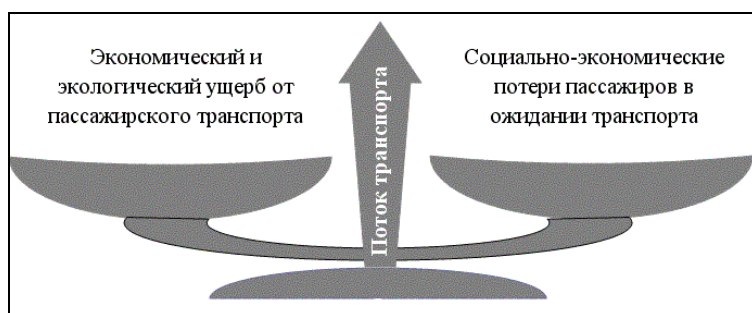 Экономический и
экологический ущерб от
пассажирского транспорта
Поток транспорта
Социально-экономические
потери пассажиров в
ожидании транспорта